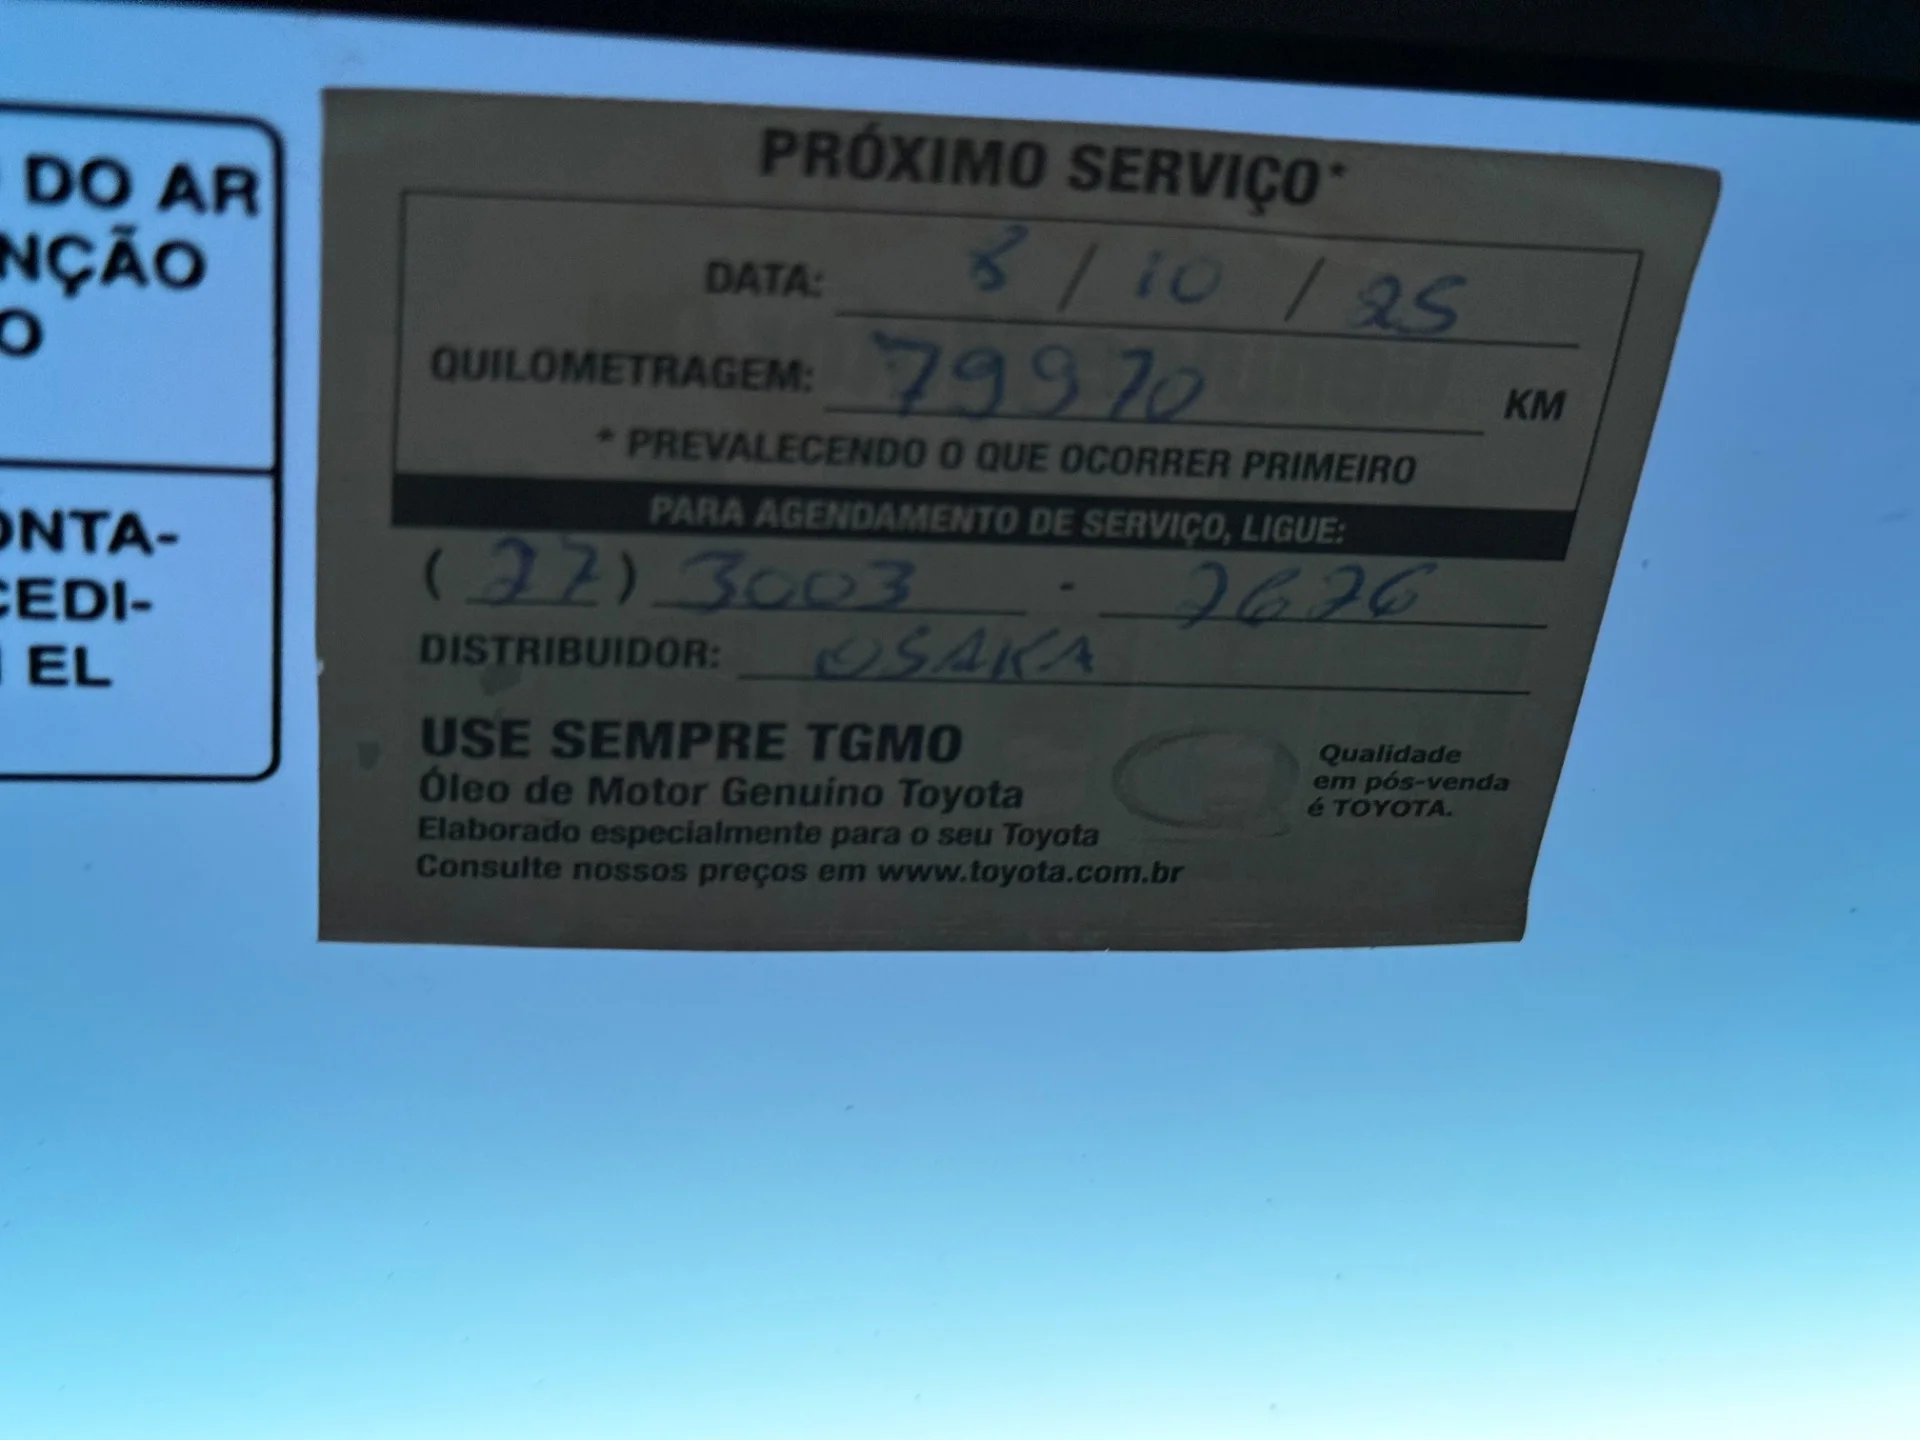 DO AR
NÇÃO
O
ONTA-
CEDI-
EL
PRÓXIMO SERVIÇO*
DATA: 8 / 10 / 25
QUILOMETRAGEM: 79970 KM
* PREVALECENDO O QUE OCORRER PRIMEIRO
PARA AGENDAMENTO DE SERVIÇO, LIGUE:
(27) 3003 - 2626
DISTRIBUIDOR: OSAKA
USE SEMPRE TGMO
Óleo de Motor Genuíno Toyota
Elaborado especialmente para o seu Toyota
Consulte nossos preços em www.toyota.com.br
Qualidade
em pós-venda
é TOYOTA.